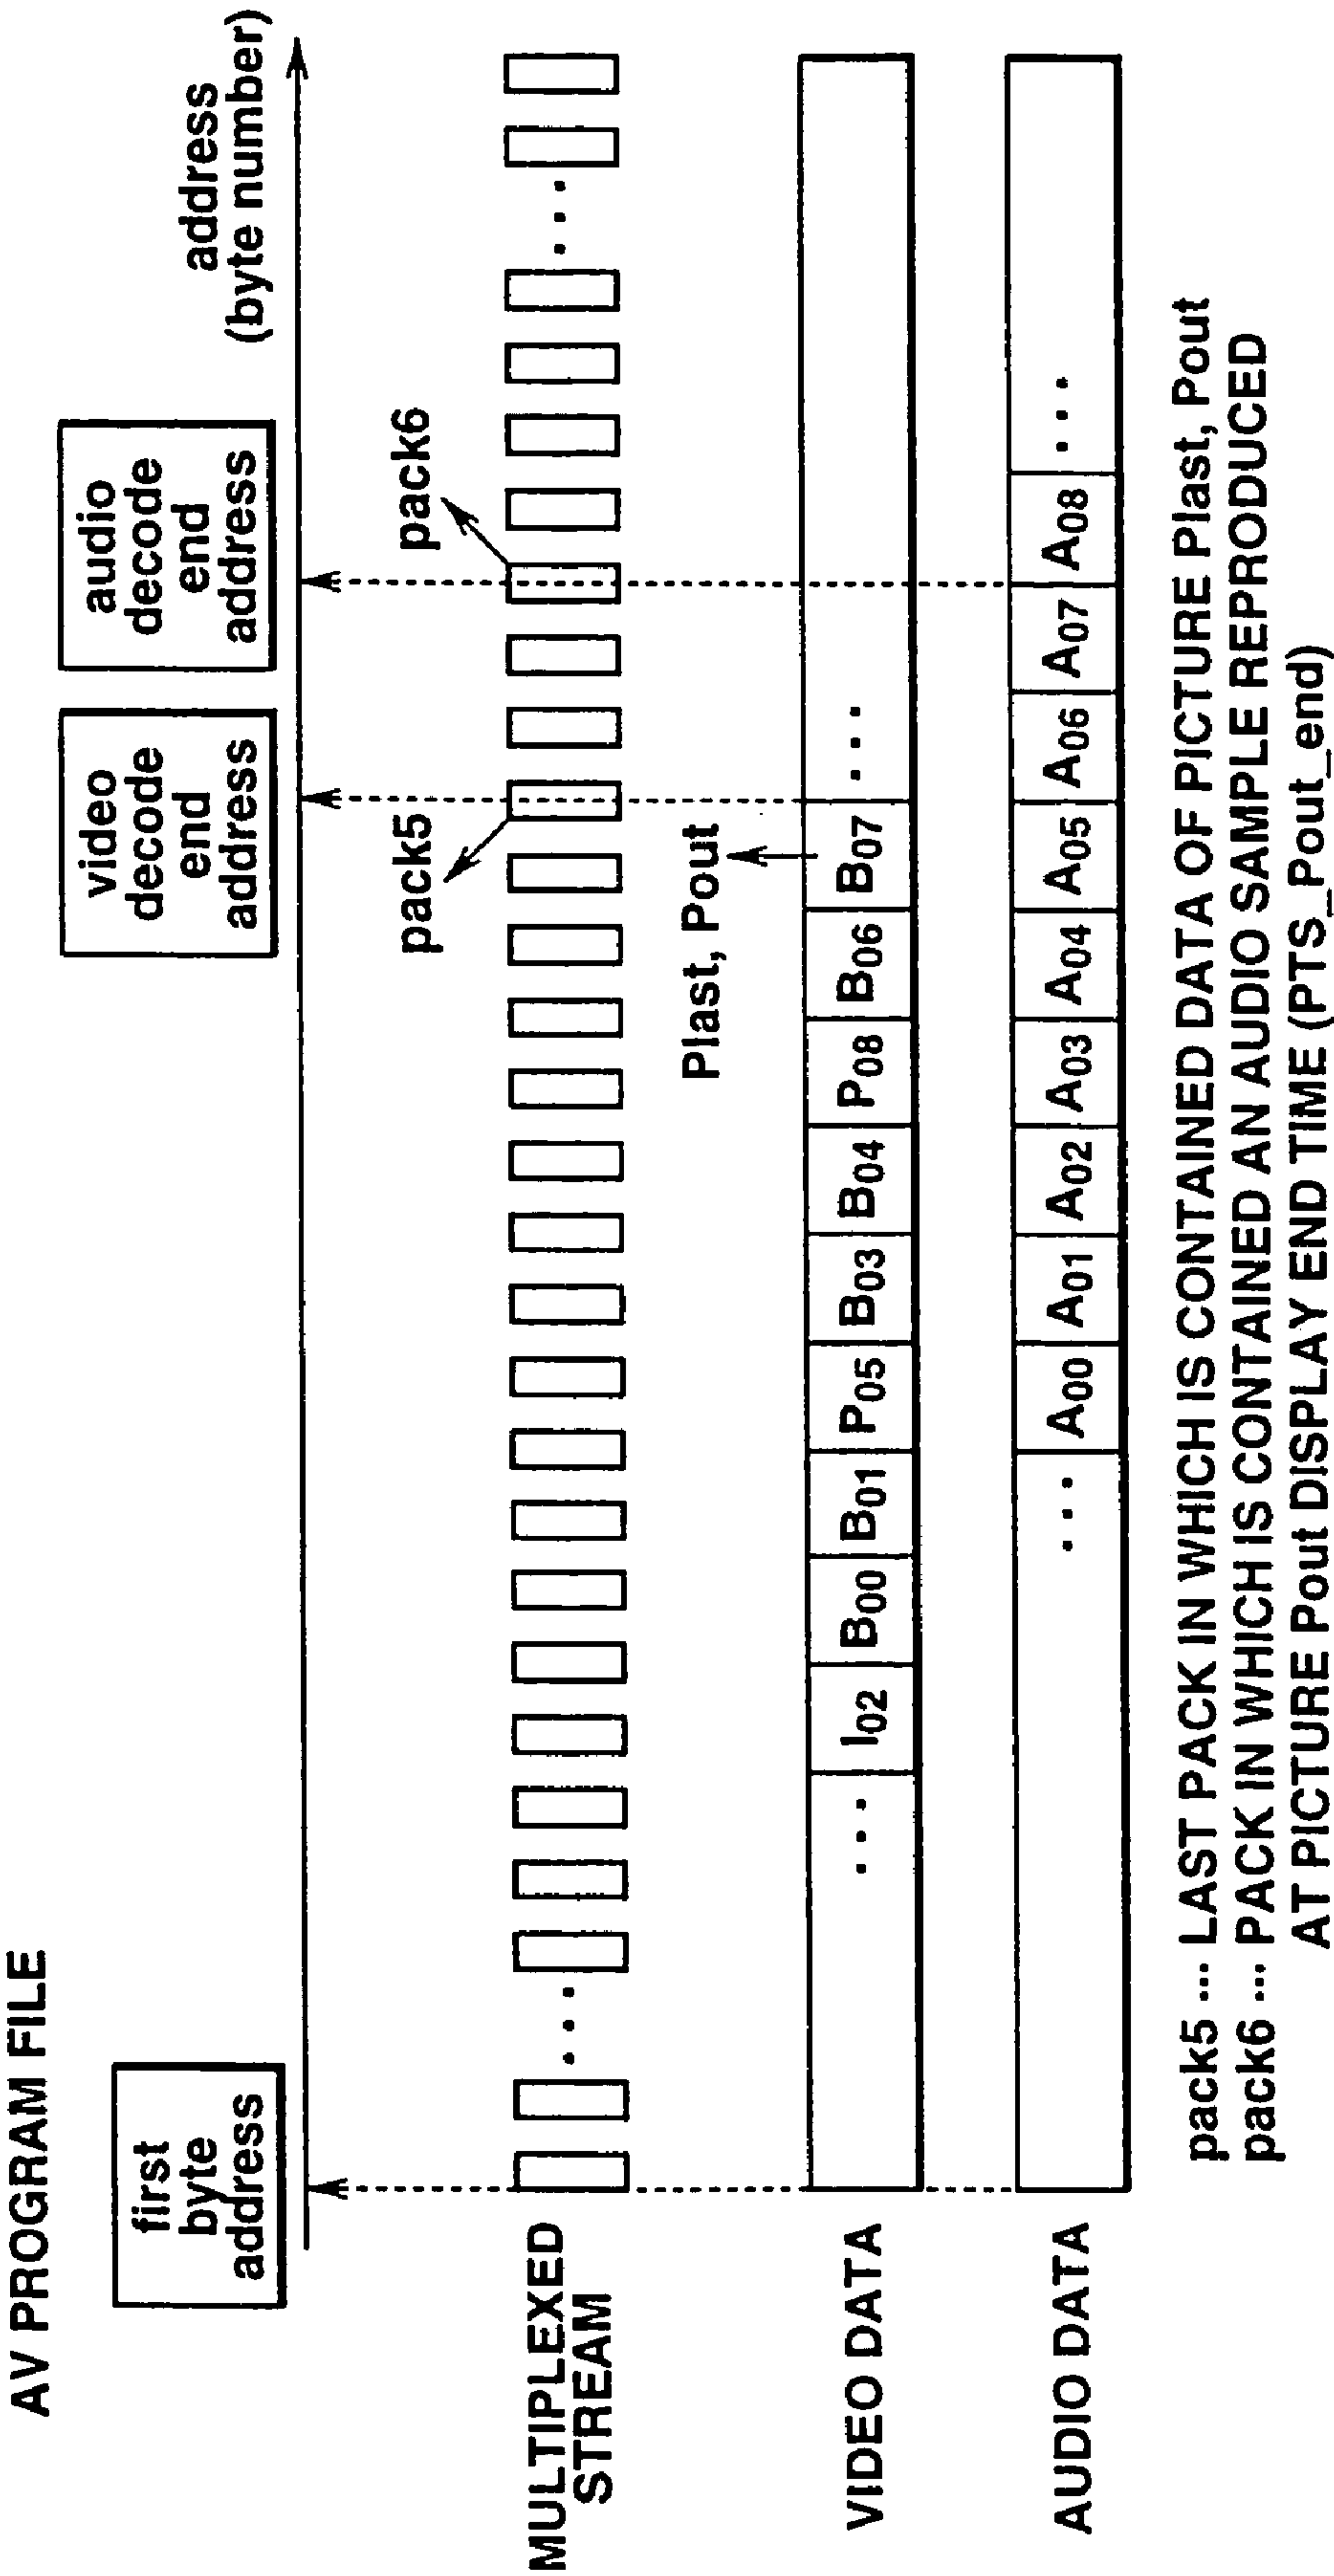 AV PROGRAM FILE
first
byte
address
video
decode
end
address
audio
decode
end
address
address
(byte number)
MULTIPLEXED
STREAM
...
pack5
pack6
...
Plast, Pout
VIDEO DATA
... I02 B00 B01 P05 B03 B04 P08 B06 B07 ...
AUDIO DATA
... A00 A01 A02 A03 A04 A05 A06 A07 A08 ...
pack5 ... LAST PACK IN WHICH IS CONTAINED DATA OF PICTURE Plast, Pout
pack6 ... PACK IN WHICH IS CONTAINED AN AUDIO SAMPLE REPRODUCED
AT PICTURE Pout DISPLAY END TIME (PTS_Pout_end)